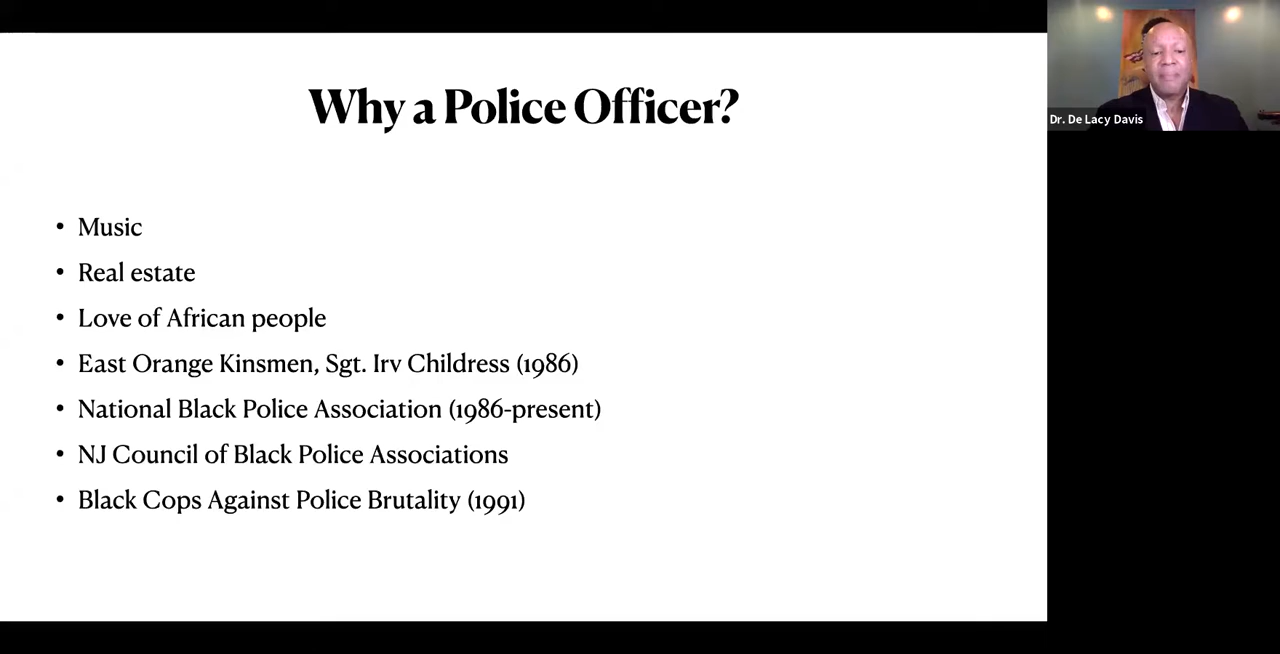 Why a Police Officer?
• Music
• Real estate
• Love of African people
• East Orange Kinsmen, Sgt. Irv Childress (1986)
• National Black Police Association (1986-present)
• NJ Council of Black Police Associations
• Black Cops Against Police Brutality (1991)
Dr. De Lacy Davis